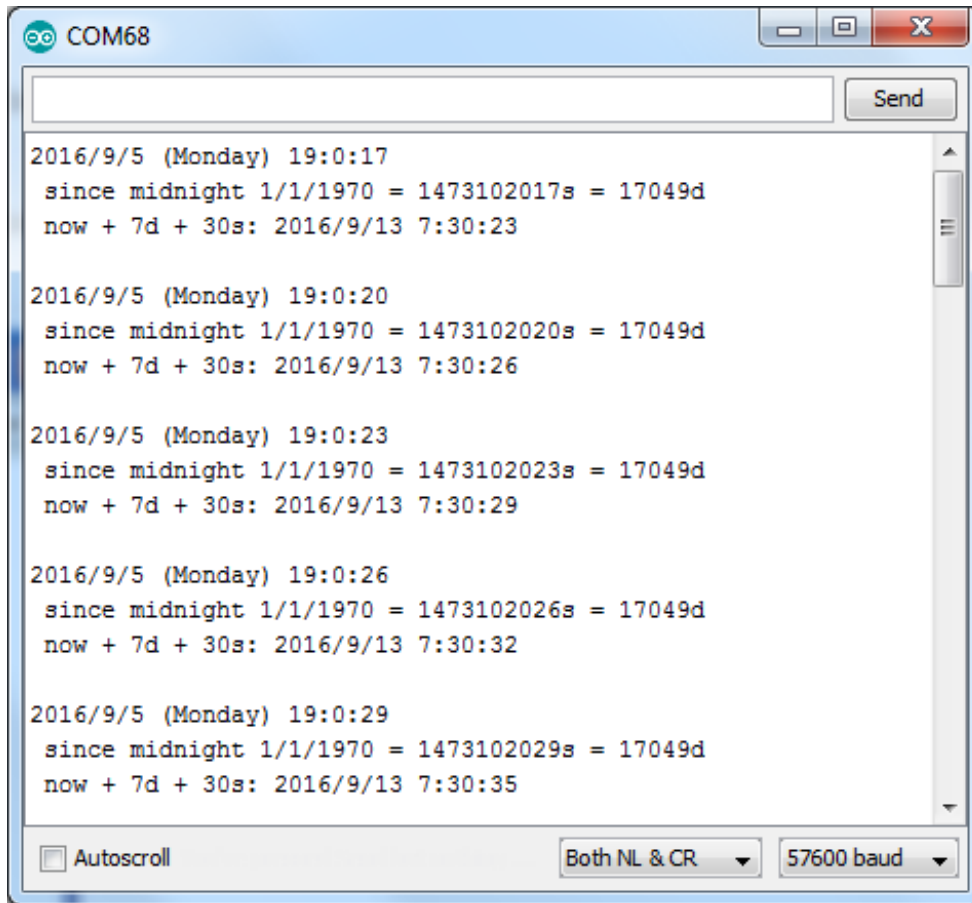 COM68
Send
2016/9/5 (Monday) 19:0:17
since midnight 1/1/1970 = 1473102017s = 17049d
now + 7d + 30s: 2016/9/13 7:30:23
2016/9/5 (Monday) 19:0:20
since midnight 1/1/1970 = 1473102020s = 17049d
now + 7d + 30s: 2016/9/13 7:30:26
2016/9/5 (Monday) 19:0:23
since midnight 1/1/1970 = 1473102023s = 17049d
now + 7d + 30s: 2016/9/13 7:30:29
2016/9/5 (Monday) 19:0:26
since midnight 1/1/1970 = 1473102026s = 17049d
now + 7d + 30s: 2016/9/13 7:30:32
2016/9/5 (Monday) 19:0:29
since midnight 1/1/1970 = 1473102029s = 17049d
now + 7d + 30s: 2016/9/13 7:30:35
Autoscroll Both NL & CR 57600 baud